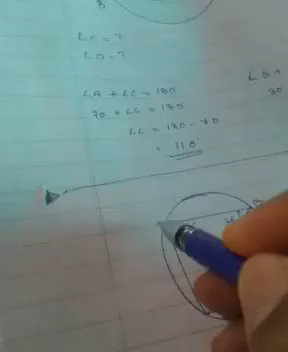 B
∠C = ?
∠D = ?
∠A + ∠C = 180
70 + ∠C = 180°
∠C = 180 - 70
= 110°
∠B +